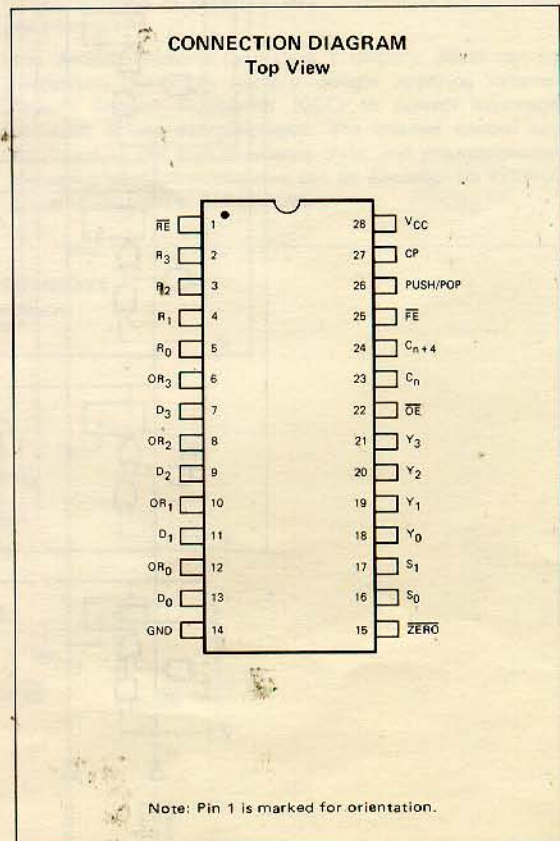 CONNECTION DIAGRAM
Top View
RE 1
R3 2
R2 3
R1 4
R0 5
OR3 6
D3 7
OR2 8
D2 9
OR1 10
D1 11
OR0 12
D0 13
GND 14
28 VCC
27 CP
26 PUSH/POP
25 FE
24 Cn+4
23 Cn
22 OE
21 Y3
20 Y2
19 Y1
18 Y0
17 S1
16 S0
15 ZERO
Note: Pin 1 is marked for orientation.